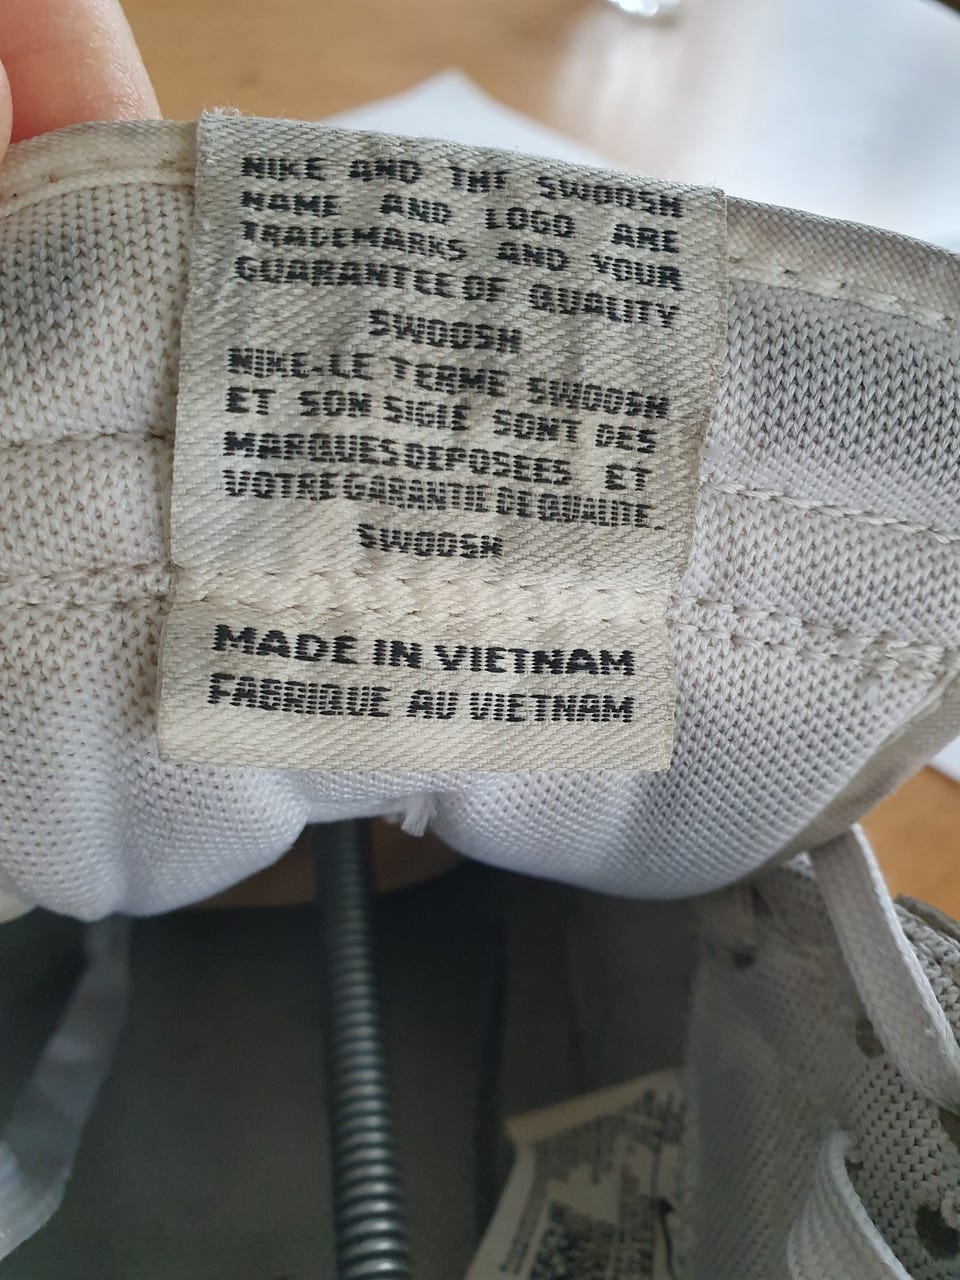 NIKE AND THE SWOOSH
NAME AND LOGO ARE
TRADEMARKS AND YOUR
GUARANTEE OF QUALITY
SWOOSH
NIKE-LE TERME SWOOSH
ET SON SIGLE SONT DES
MARQUES DEPOSEES ET
VOTRE GARANTIE DE QUALITE.
SWOOSH
MADE IN VIETNAM
FABRIQUE AU VIETNAM